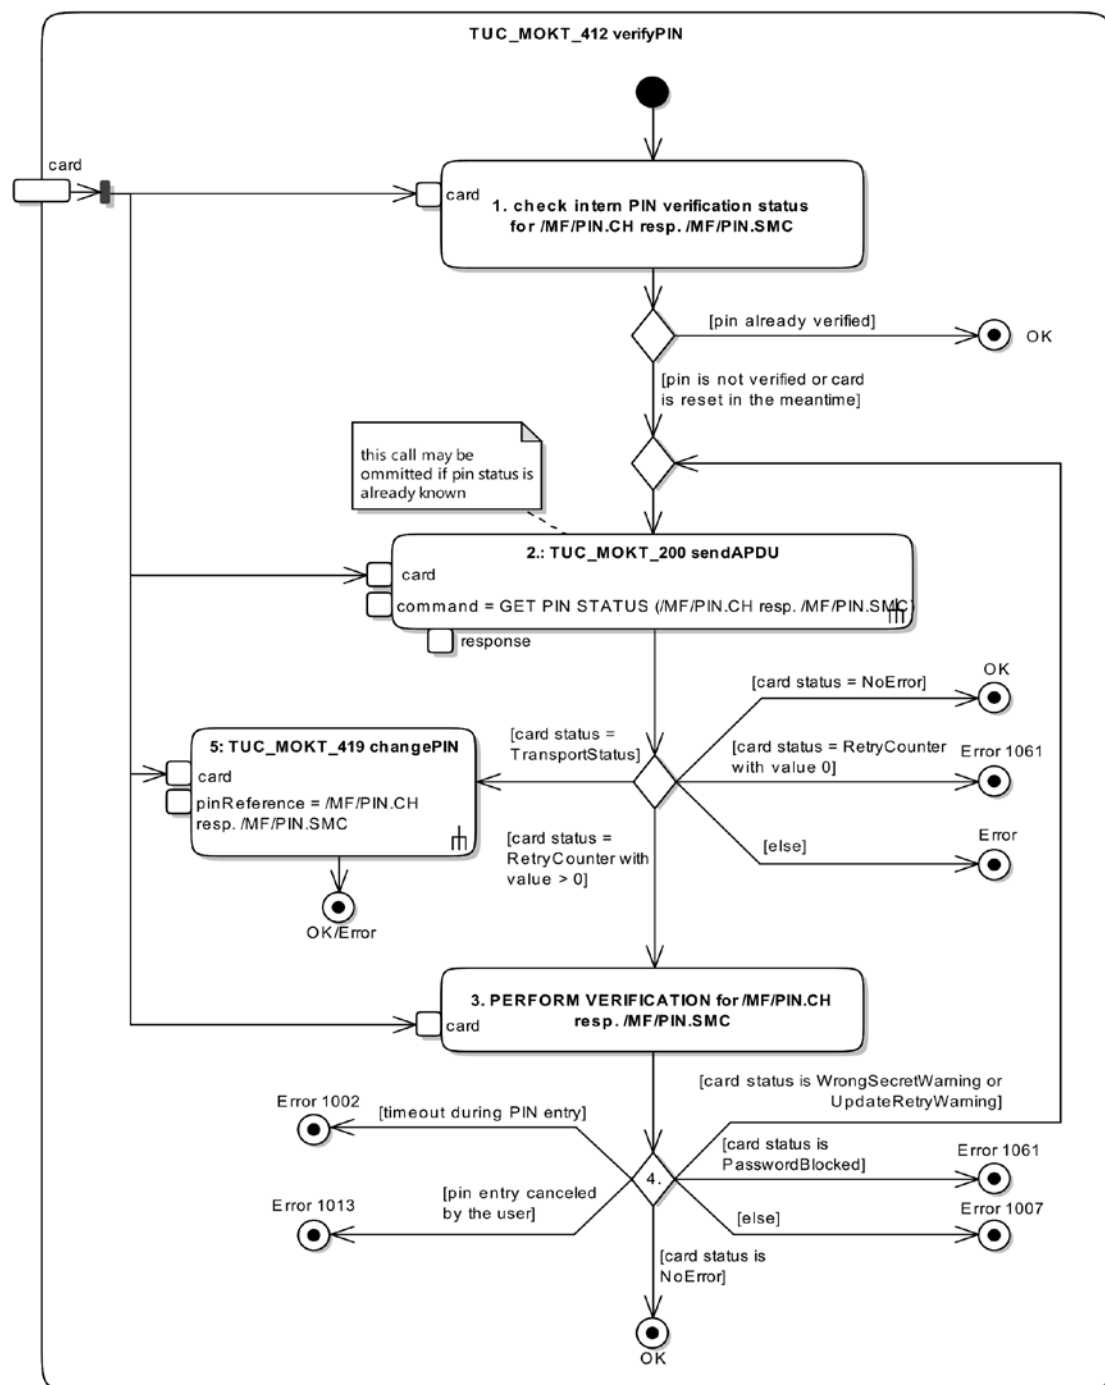 TUC_MOKT_412 verifyPIN
card
card
1. check intern PIN verification status
for /MF/PIN.CH resp. /MF/PIN.SMC
[pin already verified]
OK
[pin is not verified or card
is reset in the meantime]
this call may be
ommitted if pin status is
already known
2.: TUC_MOKT_200 sendAPDU
card
command = GET PIN STATUS (/MF/PIN.CH resp. /MF/PIN.SMC)
response
OK
[card status = NoError]
[card status =
TransportStatus]
[card status = RetryCounter
with value 0]
Error 1061
5: TUC_MOKT_419 changePIN
card
pinReference = /MF/PIN.CH
resp. /MF/PIN.SMC
[card status =
RetryCounter with
value > 0]
[else]
Error
OK/Error
3. PERFORM VERIFICATION for /MF/PIN.CH
resp. /MF/PIN.SMC
card
[card status is WrongSecretWarning or
UpdateRetryWarning]
Error 1002
[timeout during PIN entry]
[card status is
PasswordBlocked]
Error 1061
4.
Error 1013
[pin entry canceled
by the user]
[else]
Error 1007
[card status is
NoError]
OK